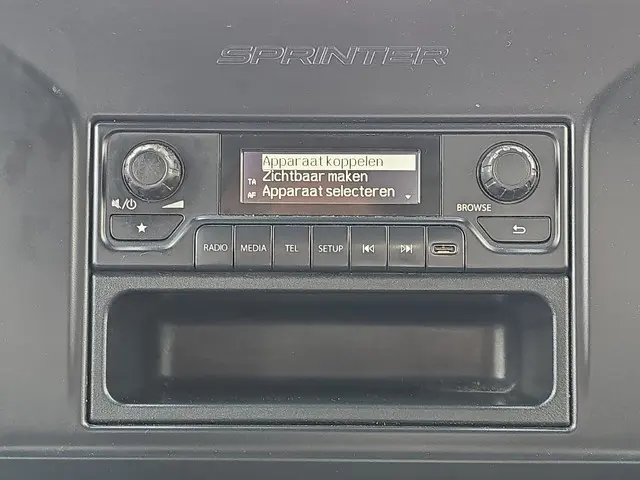 SPRINTER
Apparaat koppelen
Zichtbaar maken
TA
Apparaat selecteren
AF
BROWSE
RADIO MEDIA TEL SETUP